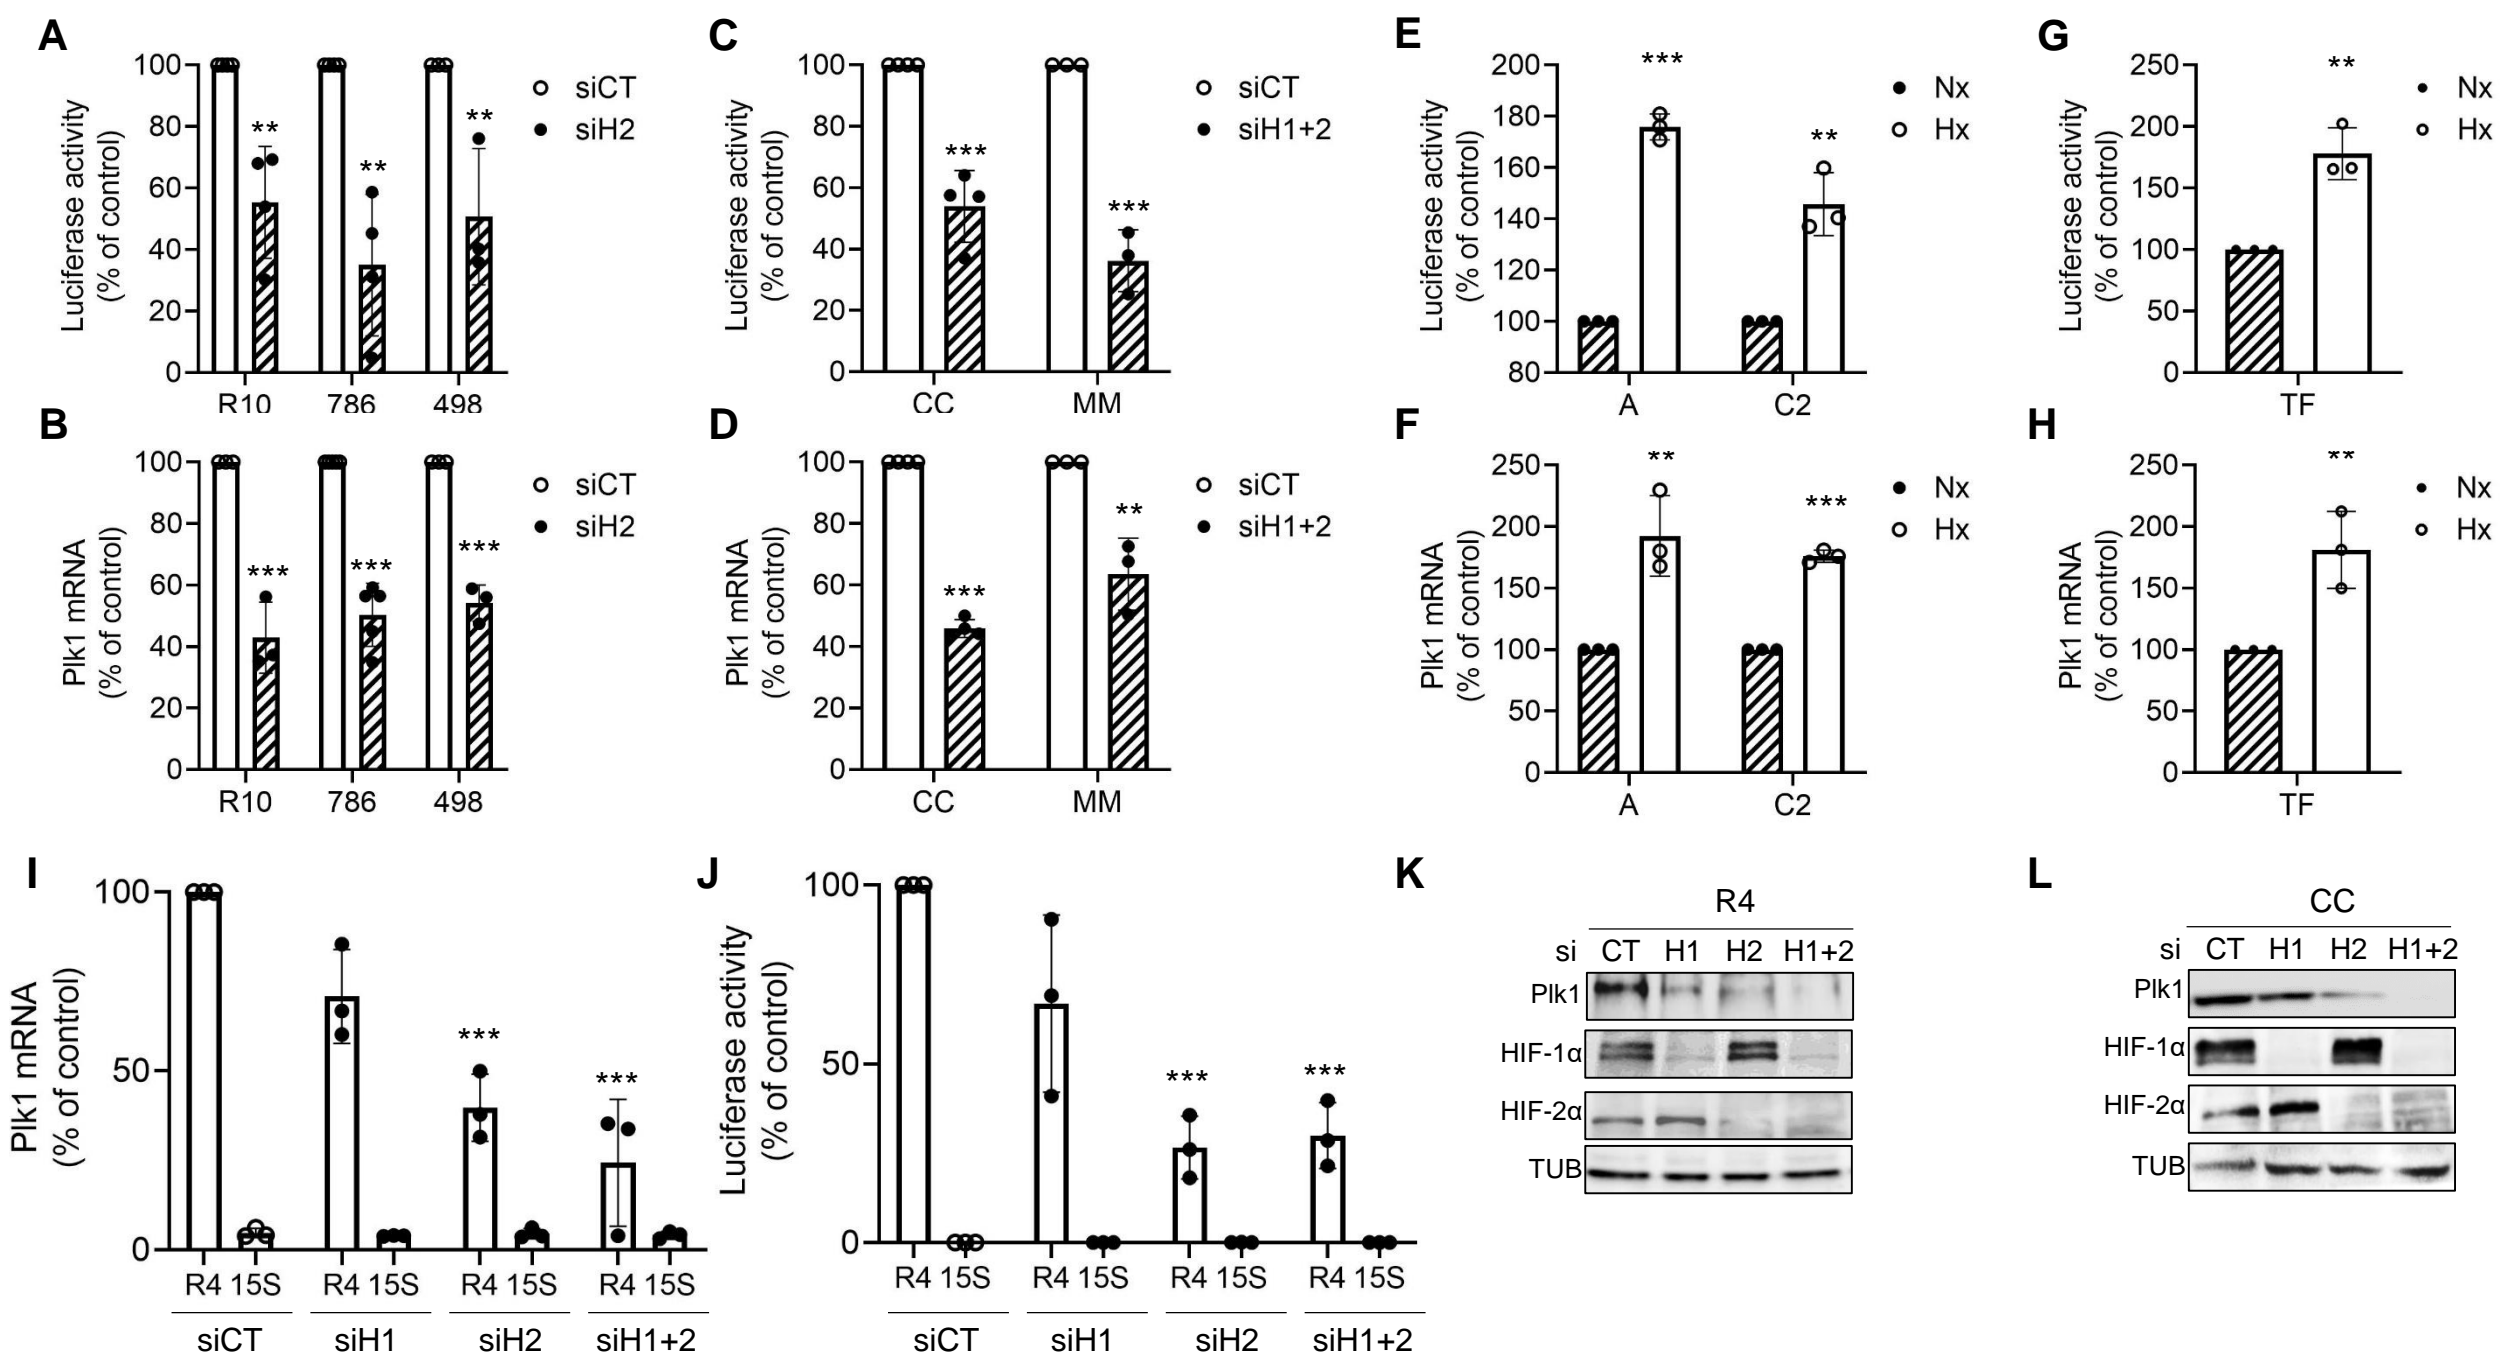 A
Luciferase activity
(% of control)
100
80
60
40
20
0
**
**
**
siCT
siH2
R10 786 498
B
Plk1 mRNA
(% of control)
100
80
60
40
20
0
***
***
***
siCT
siH2
R10 786 498
C
Luciferase activity
(% of control)
100
80
60
40
20
0
***
***
siCT
siH1+2
CC MM
D
Plk1 mRNA
(% of control)
100
80
60
40
20
0
***
**
siCT
siH1+2
CC MM
E
Luciferase activity
(% of control)
200
180
160
140
120
100
80
***
**
Nx
Hx
A C2
F
Plk1 mRNA
(% of control)
250
200
150
100
50
0
**
***
Nx
Hx
A C2
G
Luciferase activity
(% of control)
250
200
150
100
50
0
**
Nx
Hx
TF
H
Plk1 mRNA
(% of control)
250
200
150
100
50
0
**
Nx
Hx
TF
I
Plk1 mRNA
(% of control)
100
50
0
***
***
R4 15S R4 15S R4 15S R4 15S
siCT siH1 siH2 siH1+2
J
Luciferase activity
(% of control)
100
50
0
***
***
R4 15S R4 15S R4 15S R4 15S
siCT siH1 siH2 siH1+2
K
R4
si CT H1 H2 H1+2
Plk1
HIF-1α
HIF-2α
TUB
L
CC
si CT H1 H2 H1+2
Plk1
HIF-1α
HIF-2α
TUB